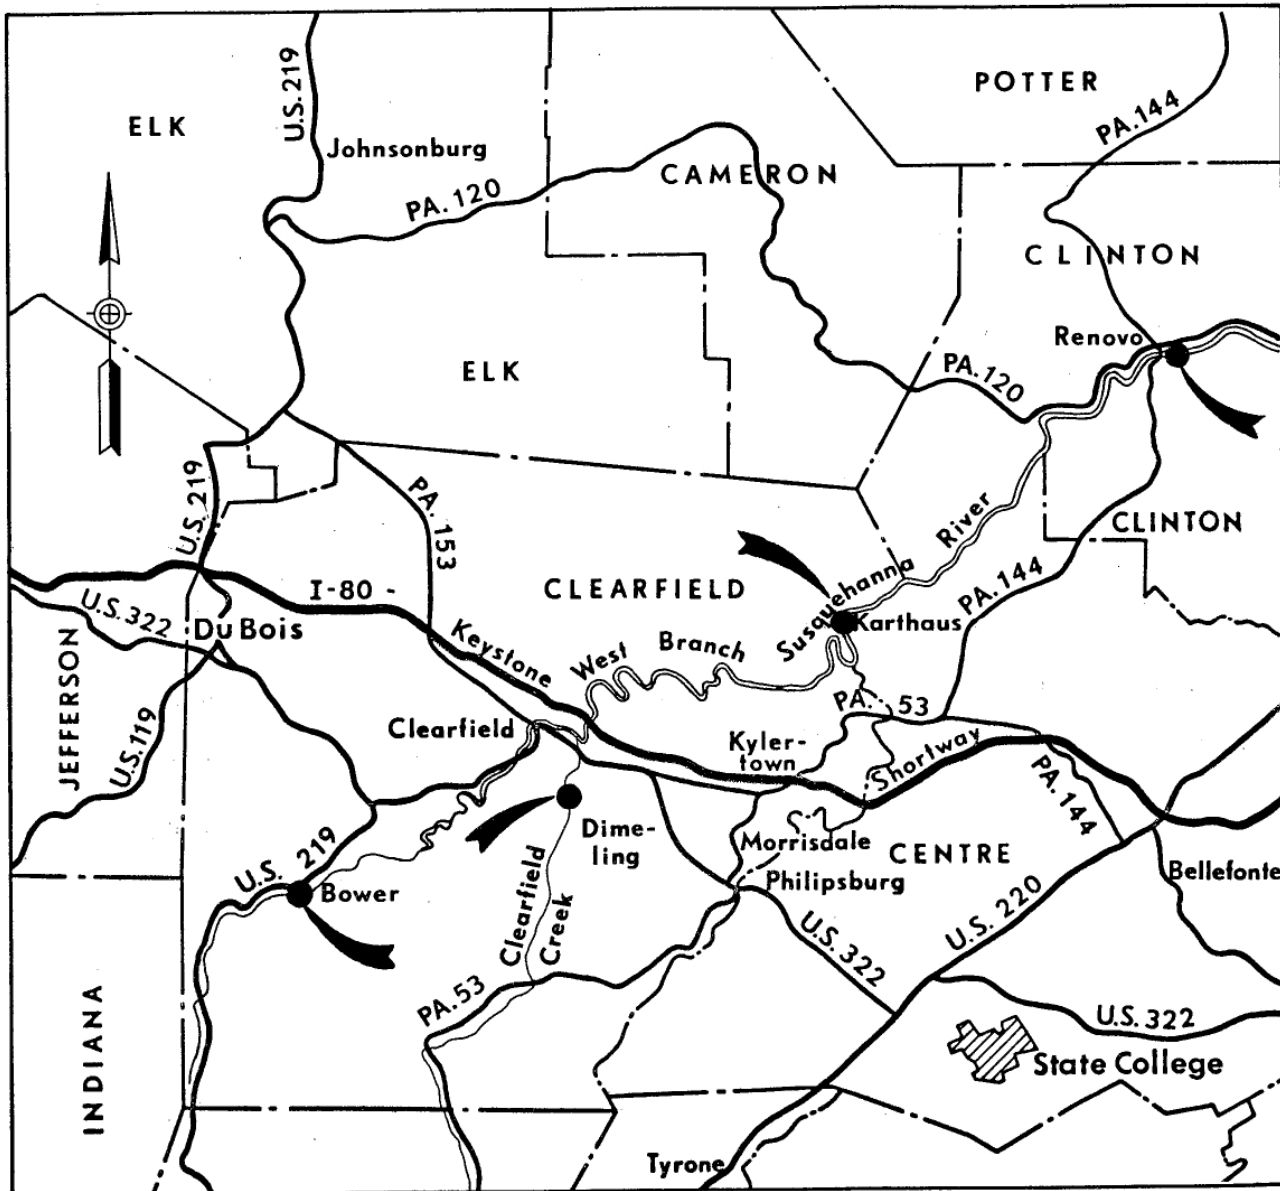 U.S. 219
ELK
Johnsonburg
PA. 120
CAMERON
POTTER
PA. 144
CLINTON
Renovo
ELK
PA. 120
U.S. 219
PA. 153
CLEARFIELD
Susquehanna River
CLINTON
I-80 -
Keystone
U.S. 322
Du Bois
West Branch
Karthaus
PA. 144
JEFFERSON
U.S. 119
Clearfield
PA. 53
Kyler-
town
Shortway
PA. 144
Dime-
ling
Morrisdale
CENTRE
Philipsburg
Bellefonte
U.S. 219
Bower
Clearfield
Creek
U.S. 322
U.S. 220
PA. 53
INDIANA
U.S. 322
State College
Tyrone